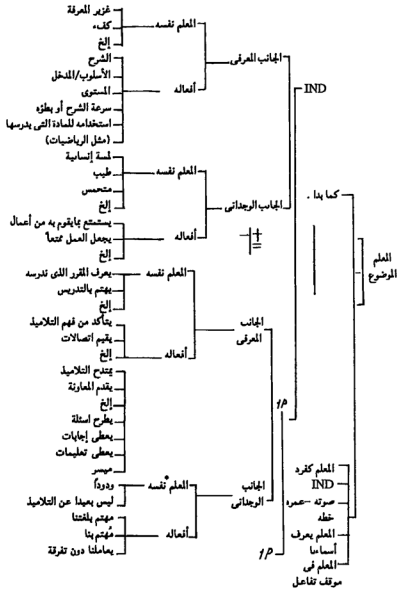 المعلم
الموضوع
كما بدا .
IND
الجانب المعرفى
المعلم نفسه
غزير المعرفة
كفء
إلخ
أفعاله
الشرح
الأسلوب/المدخل
المستوى
سرعة الشرح أو بطؤه
استخدامه للمادة التى يدرسها
(مثل الرياضيات)
الجانب الوجدانى
المعلم نفسه
لمسة إنسانية
طيب
متحمس
إلخ
أفعاله
يستمتع بمايقوم به من أعمال
يجعل العمل ممتعاً
إلخ
الجانب
المعرفى
المعلم نفسه
يعرف المقرر الذى ندرسه
يهتم بالتدريس
إلخ
أفعاله
يتأكد من فهم التلاميذ
يقيم اتصالات
إلخ
يمتدح التلاميذ
يقدم المعاونة
إلخ
يطرح اسئلة
يعطى إجابات
يعطى تعليمات
ميسر
الجانب
الوجدانى
المعلم نفسه
ودوداً
ليس بعيدا عن التلاميذ
أفعاله
مهتم بلغتنا
مُهتم بنا
يعاملنا دون تفرقة
م١
م١
المعلم كفرد
IND
صوته - عمره
خطه
المعلم يعرف
أسماءنا
المعلم فى
موقف تفاعل